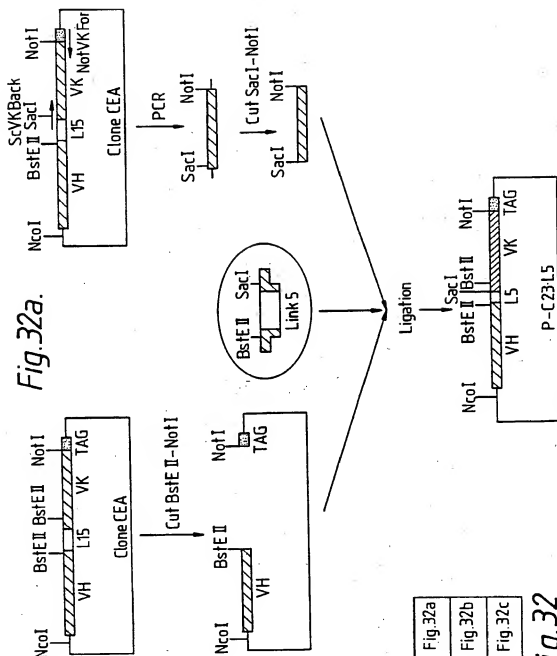 Fig.32a.
NcoI
BstE II
BstE II
NotI
VH
L15
VK
TAG
Clone CEA
Cut BstE II-NotI
NcoI
BstE II
NotI
VH
TAG
ScVKBack
NcoI
BstE II
SacI
NotI
VH
L15
VK
NotVKFor
Clone CEA
PCR
SacI
NotI
Cut SacI-NotI
SacI
NotI
BstE II
SacI
Link 5
Ligation
NcoI
BstE II
SacI
BstII
NotI
VH
L5
VK
TAG
P-C23·L5
Fig.32a
Fig.32b
Fig.32c
Fig.32